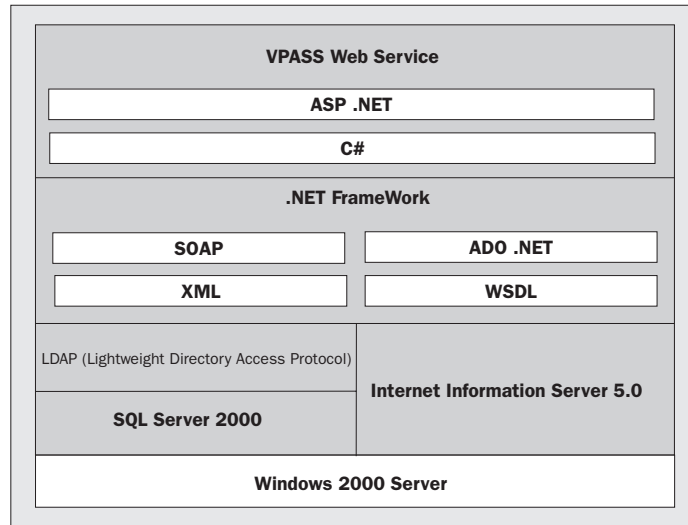 VPASS Web Service
ASP .NET
C#
.NET FrameWork
SOAP
ADO .NET
XML
WSDL
LDAP (Lightweight Directory Access Protocol)
Internet Information Server 5.0
SQL Server 2000
Windows 2000 Server